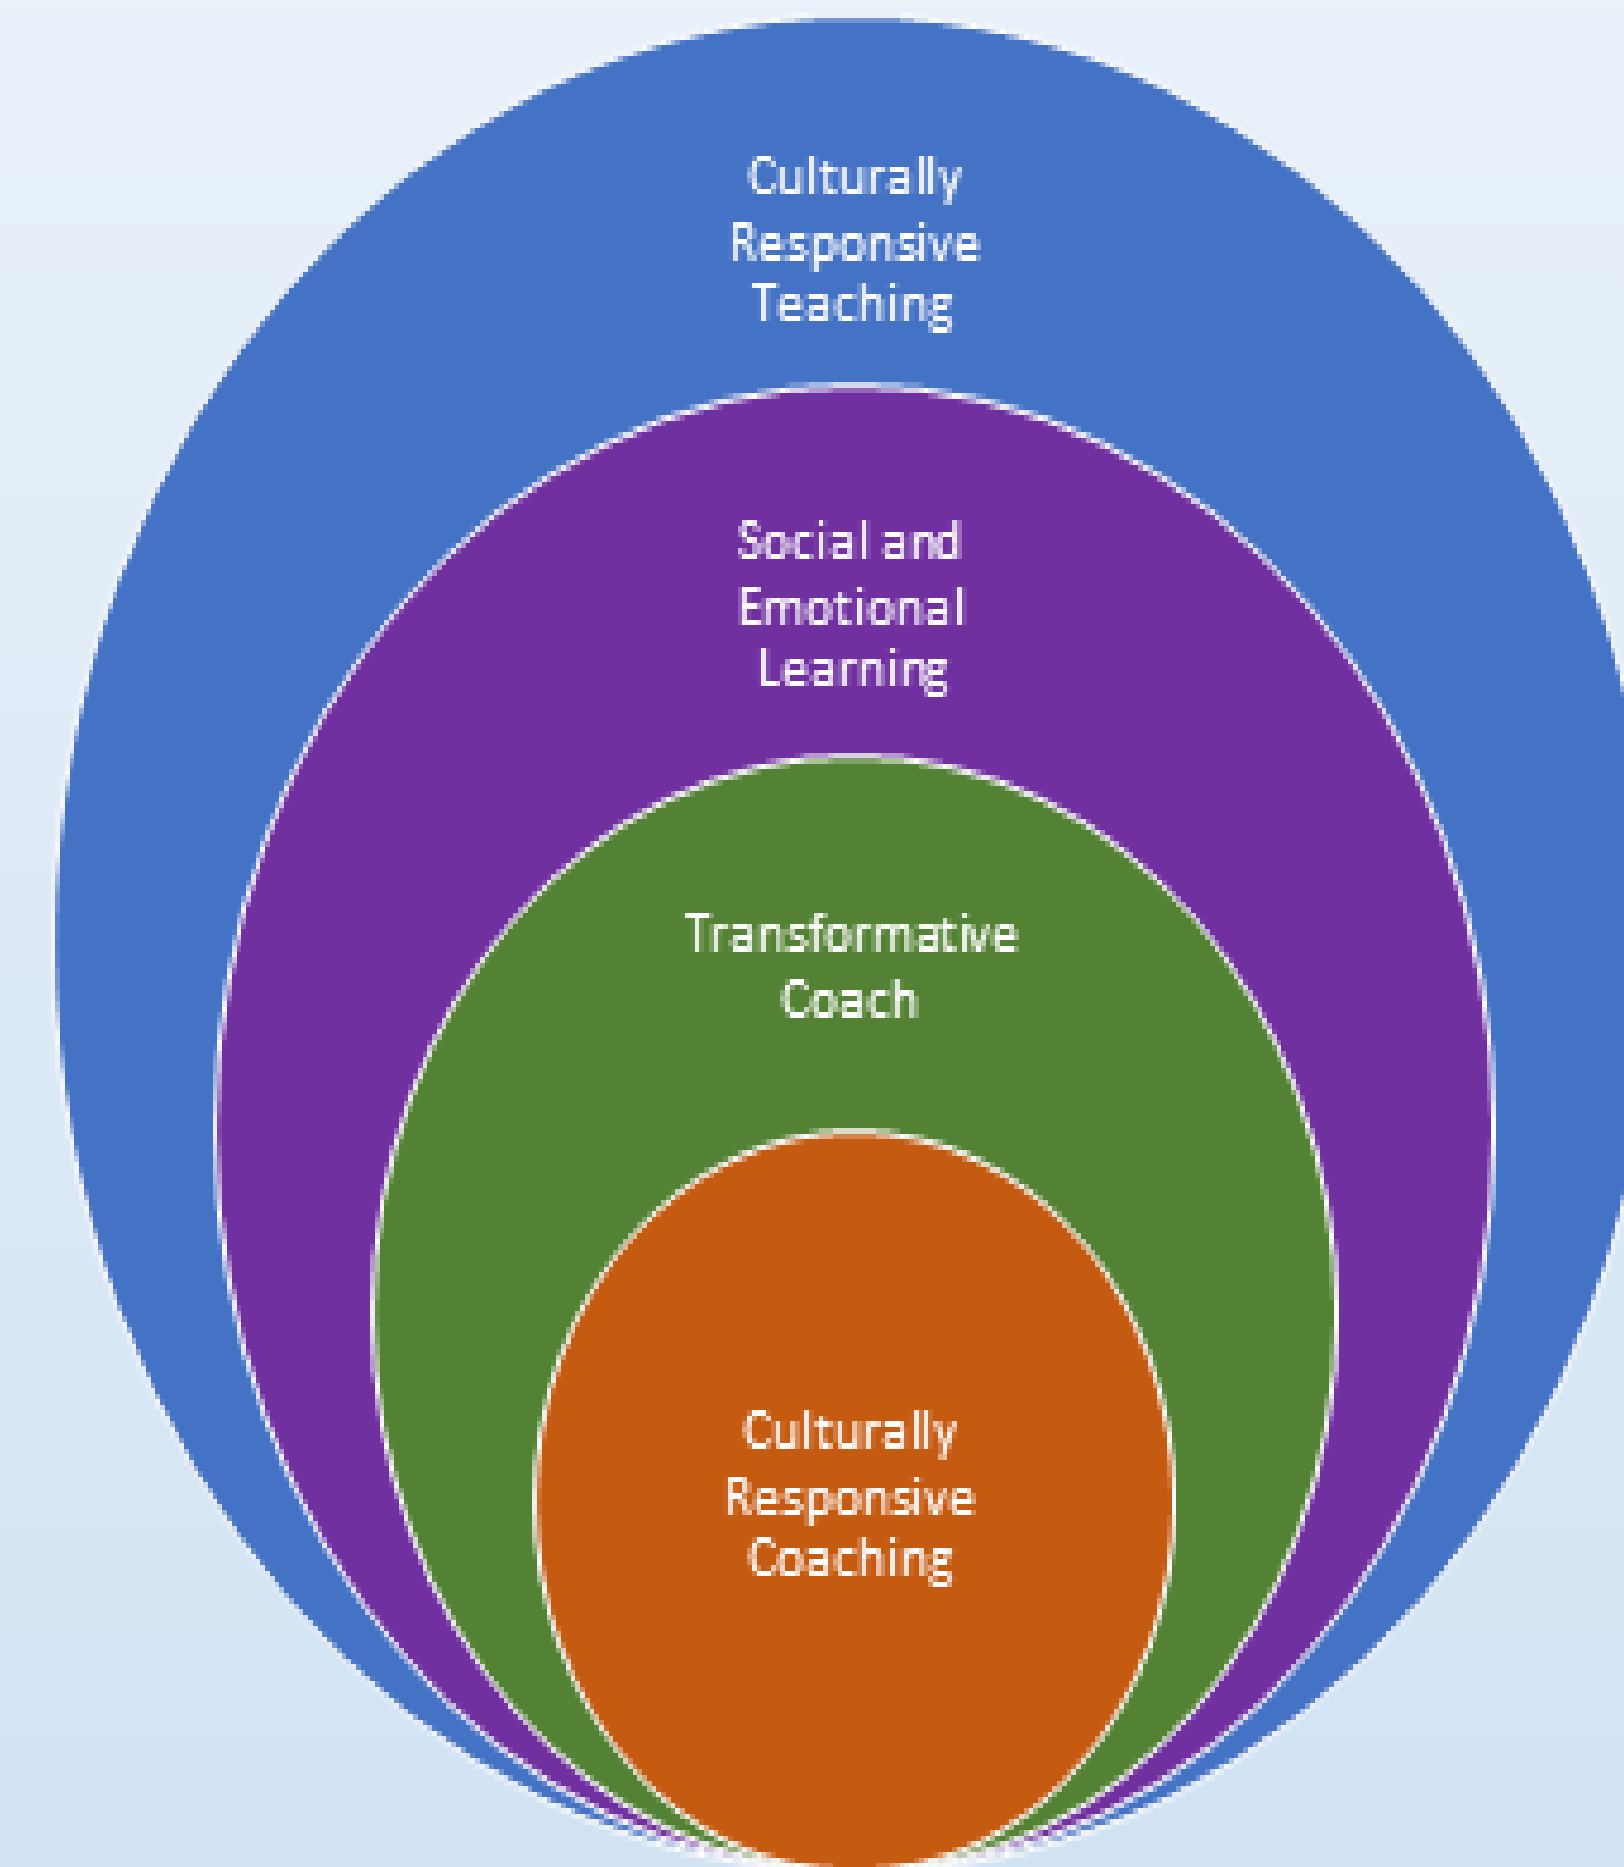 Culturally
Responsive
Teaching
Social and
Emotional
Learning
Transformative
Coach
Culturally
Responsive
Coaching